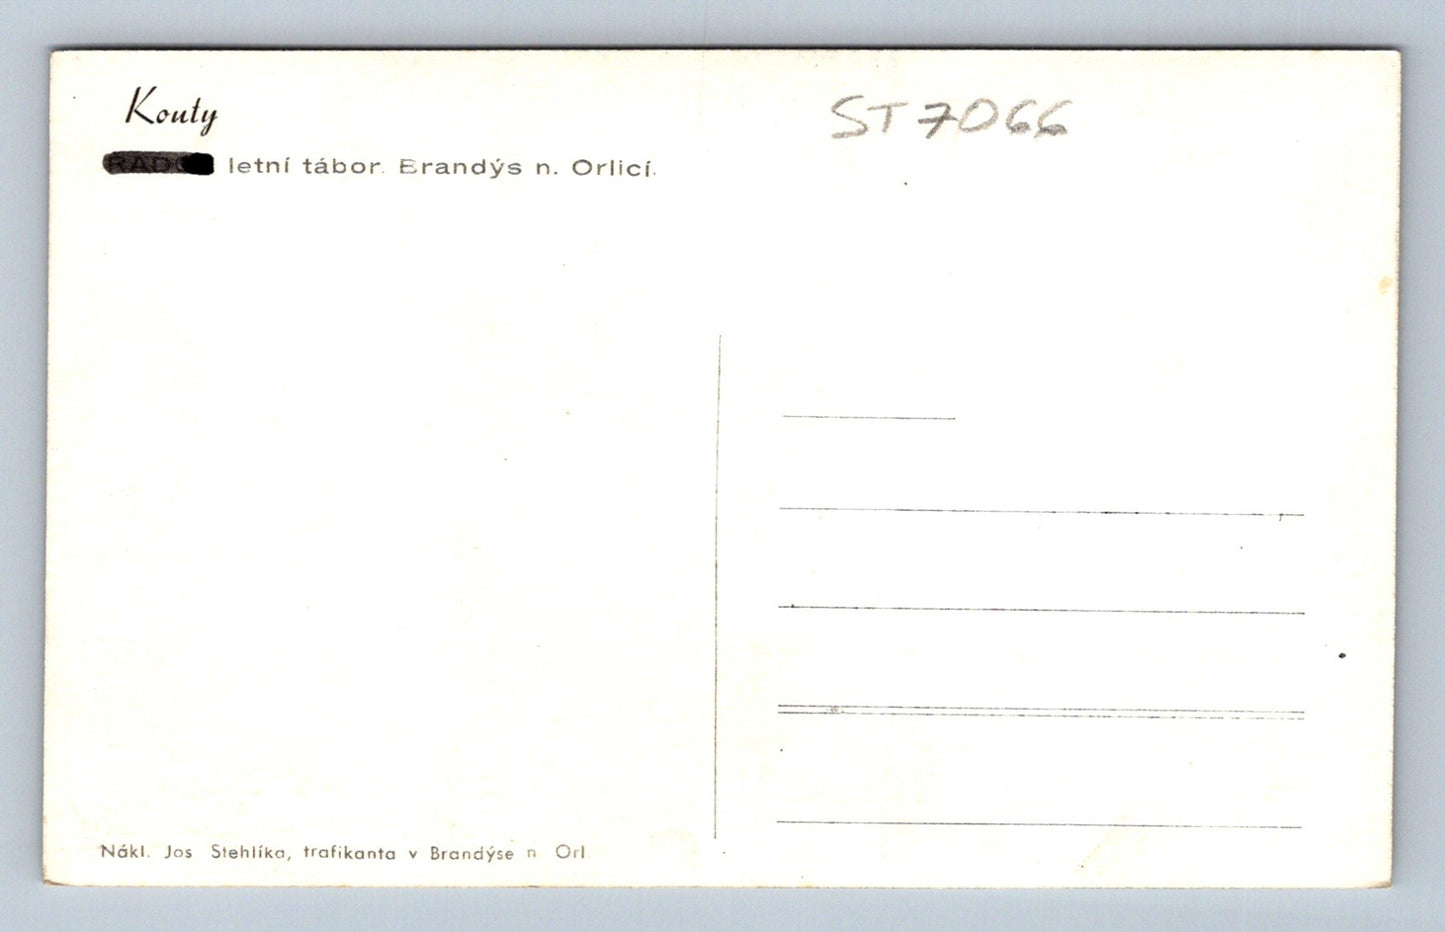 Kouty
letní tábor. Brandýs n. Orlicí.
ST7066
Nákl. Jos Stehlíka, trafikanta v Brandýse n Orl